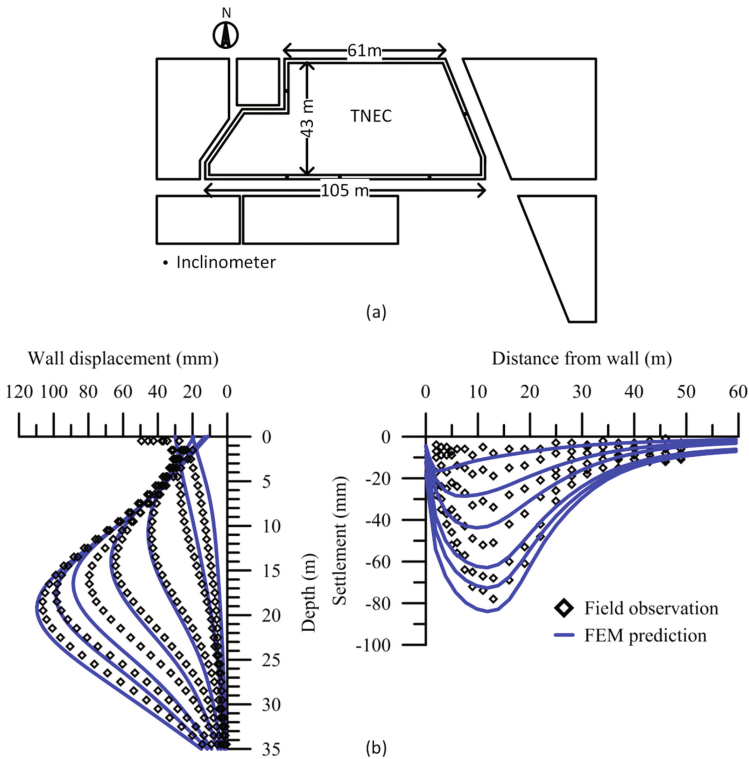 N
61m
43 m
TNEC
105 m
• Inclinometer
(a)
Wall displacement (mm)
120 100 80 60 40 20 0
0
5
10
15
20
25
30
35
Depth (m)
Distance from wall (m)
0 10 20 30 40 50 60
0
-20
-40
-60
-80
-100
Settlement (mm)
Field observation
FEM prediction
(b)